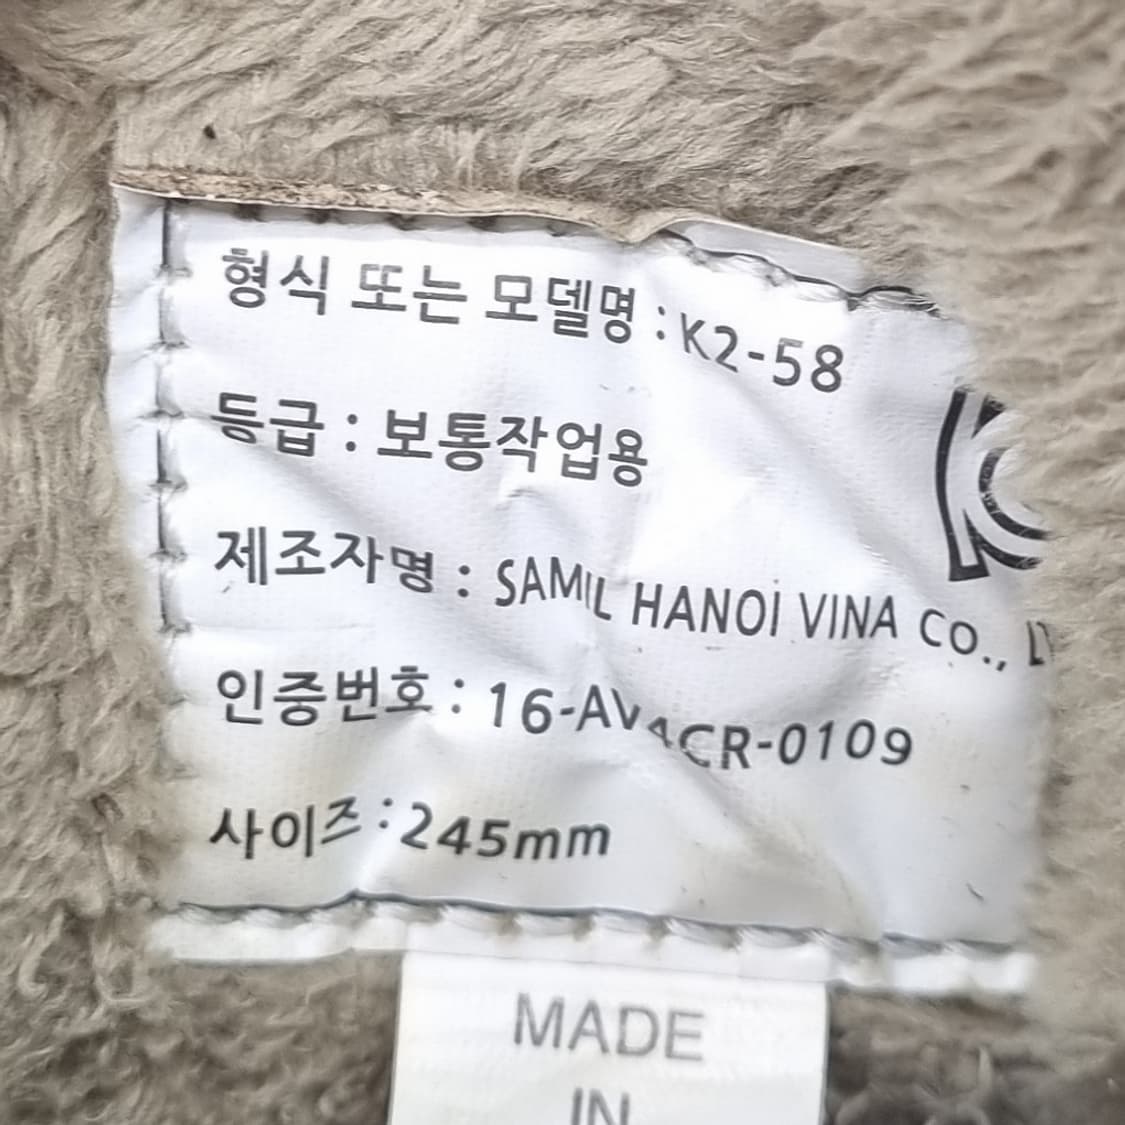 형식 또는 모델명 : K2-58
등급 : 보통작업용
제조자명 : SAMIL HANOİ VINA CO.,
인증번호 : 16-AV4CR-0109
사이즈 : 245mm
MADE
IN